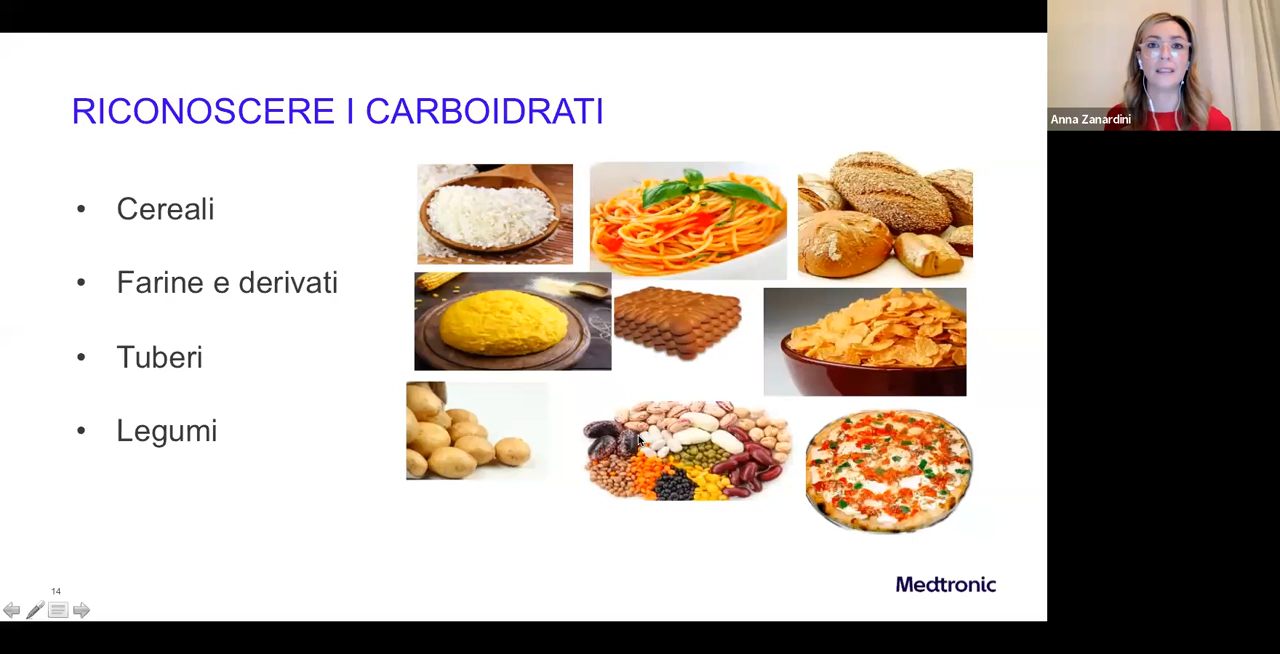 RICONOSCERE I CARBOIDRATI
• Cereali
• Farine e derivati
• Tuberi
• Legumi
14
Medtronic
Anna Zanardini